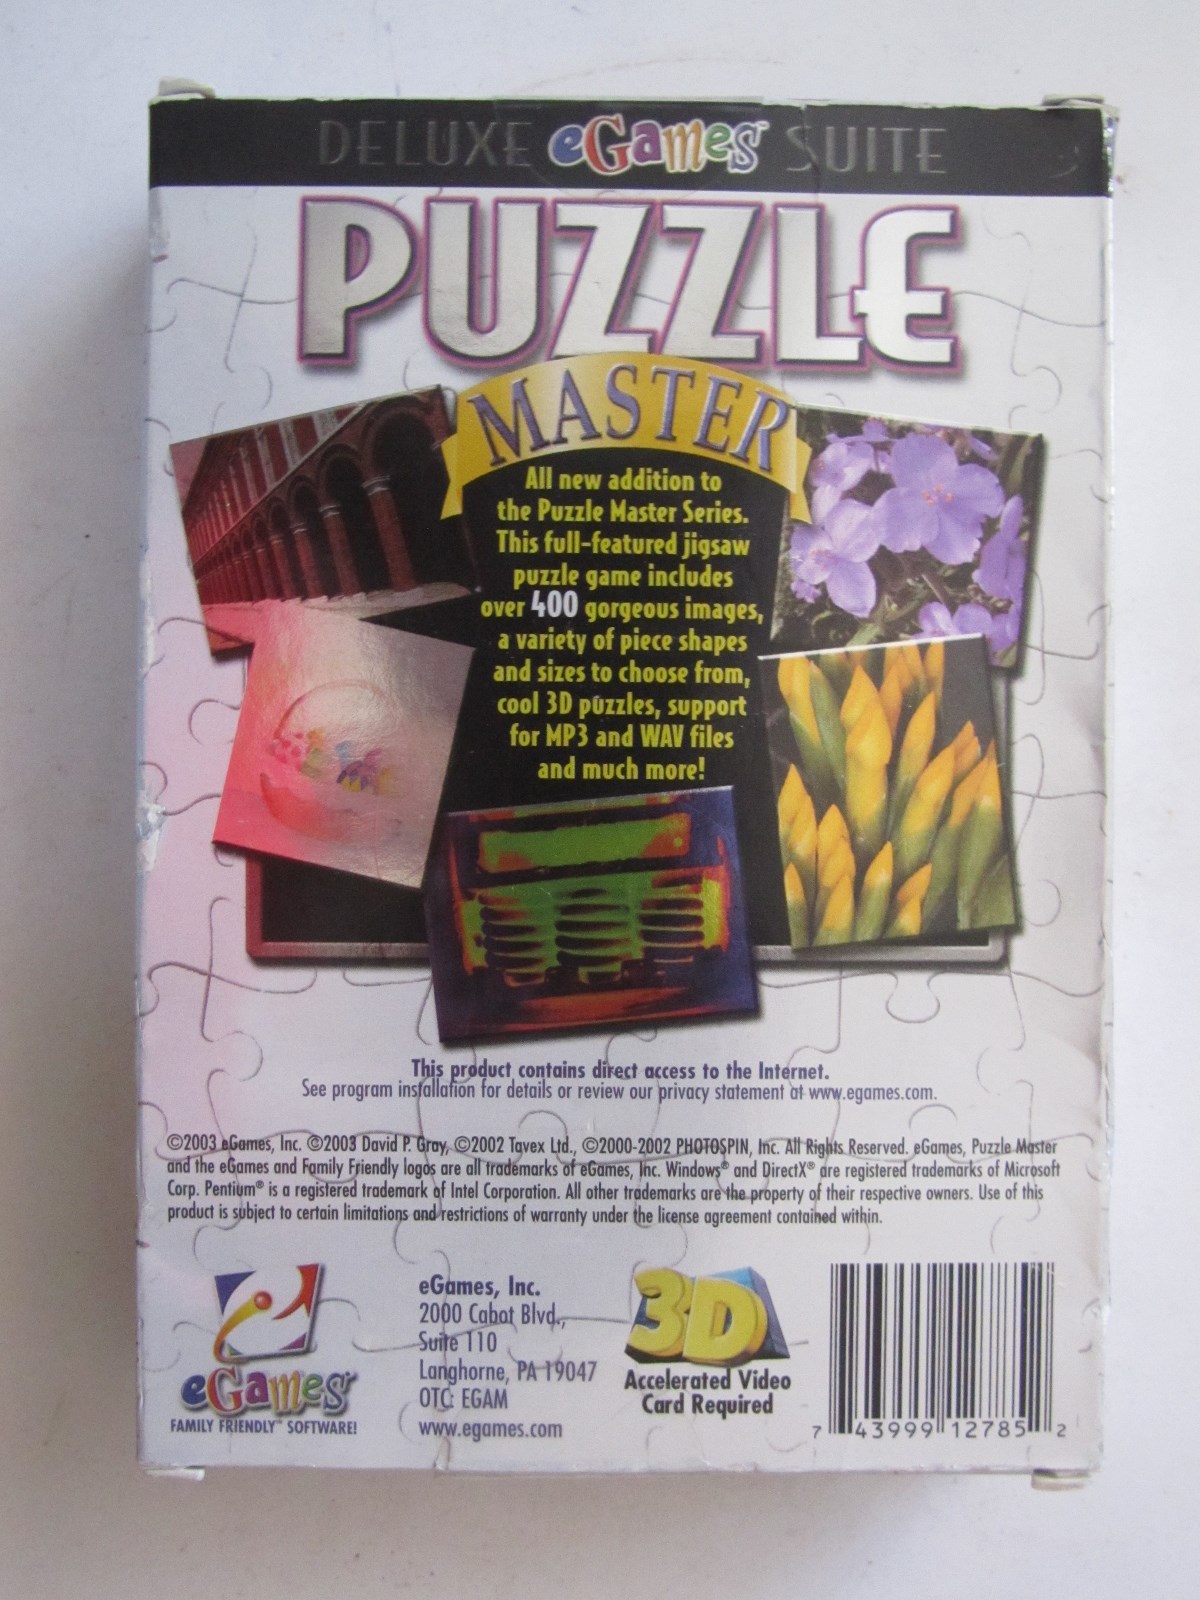 DELUXE eGames™ SUITE
PUZZLE
MASTER
All new addition to
the Puzzle Master Series.
This full-featured jigsaw
puzzle game includes
over 400 gorgeous images,
a variety of piece shapes
and sizes to choose from,
cool 3D puzzles, support
for MP3 and WAV files
and much more!
This product contains direct access to the Internet.
See program installation for details or review our privacy statement at www.egames.com.
©2003 eGames, Inc. ©2003 David P. Gray, ©2002 Tavex Ltd., ©2000-2002 PHOTOSPIN, Inc. All Rights Reserved. eGames, Puzzle Master
and the eGames and Family Friendly logos are all trademarks of eGames, Inc. Windows® and DirectX® are registered trademarks of Microsoft
Corp. Pentium® is a registered trademark of Intel Corporation. All other trademarks are the property of their respective owners. Use of this
product is subject to certain limitations and restrictions of warranty under the license agreement contained within.
eGames™
FAMILY FRIENDLY™ SOFTWARE!
eGames, Inc.
2000 Cabot Blvd.,
Suite 110
Langhorne, PA 19047
OTC: EGAM
www.egames.com
3D
Accelerated Video
Card Required
7 43999 12785 2